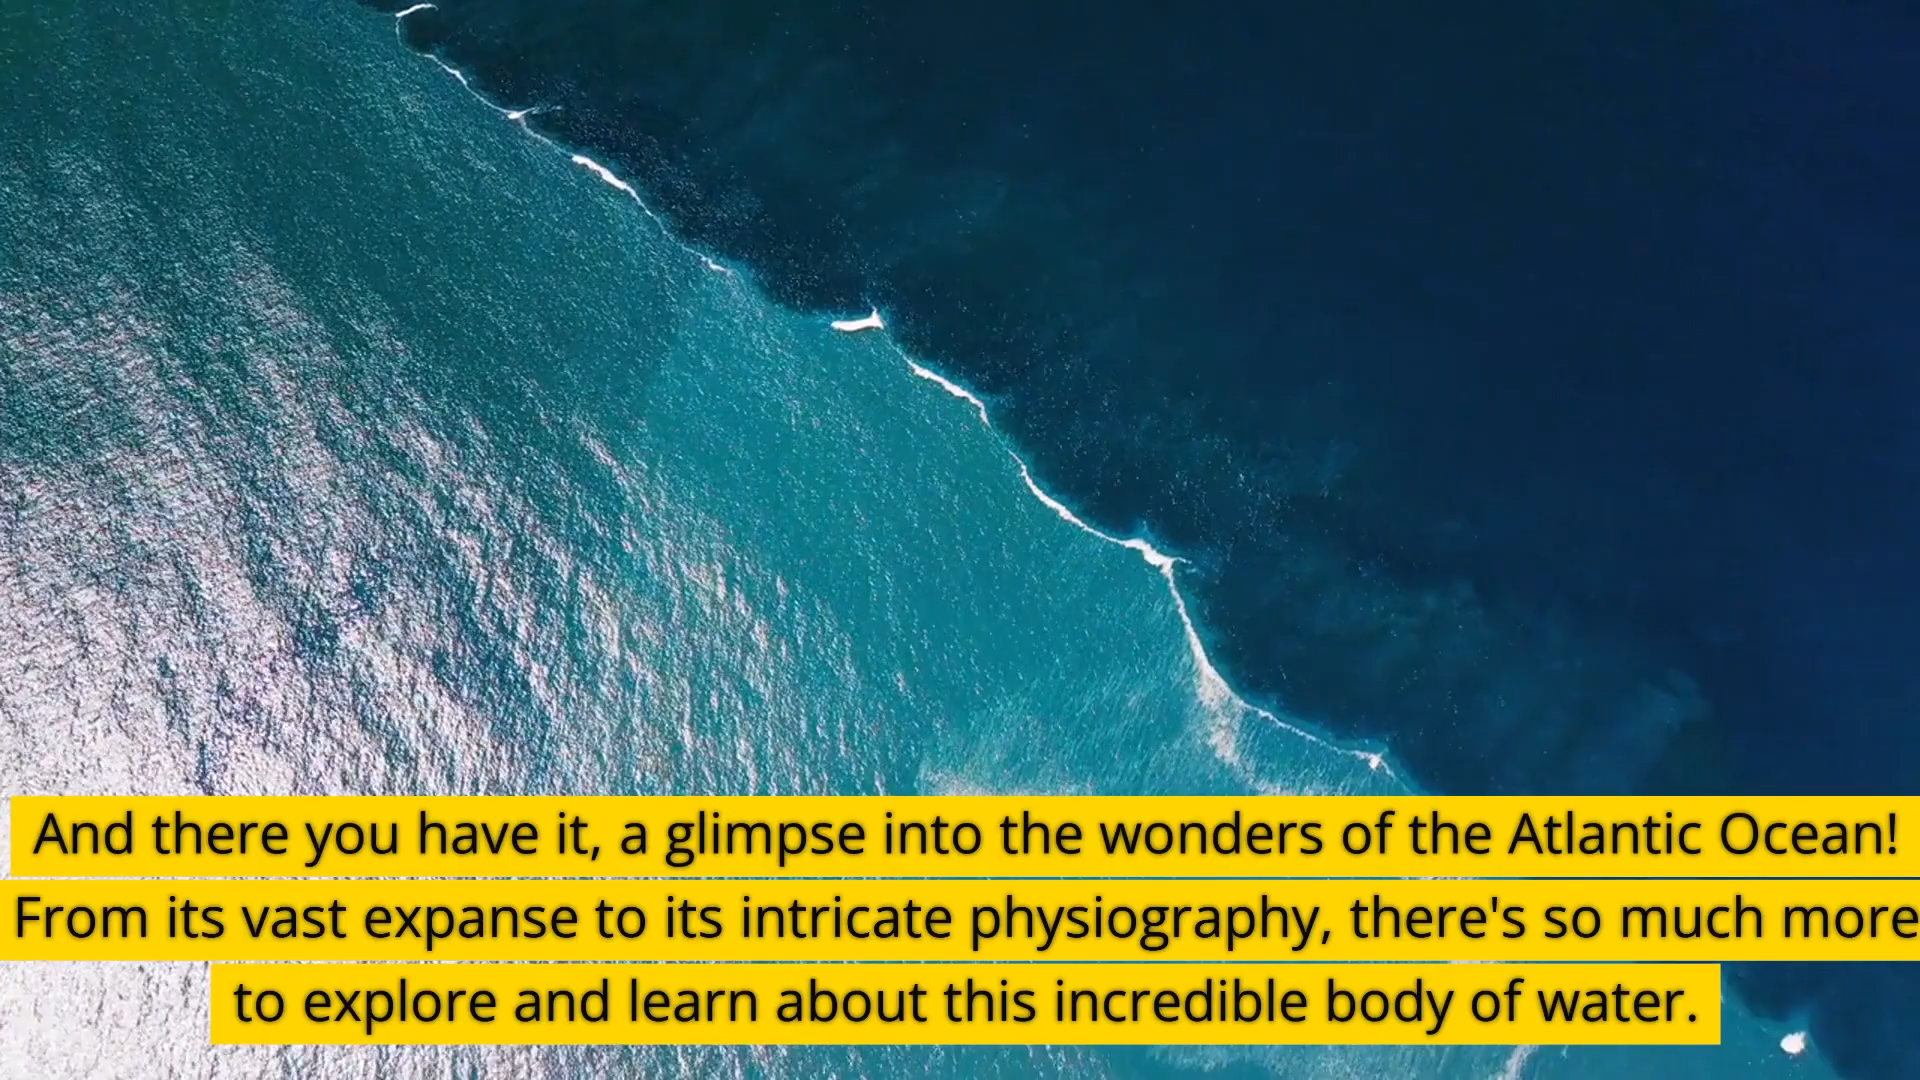 And there you have it, a glimpse into the wonders of the Atlantic Ocean!
From its vast expanse to its intricate physiography, there's so much more
to explore and learn about this incredible body of water.